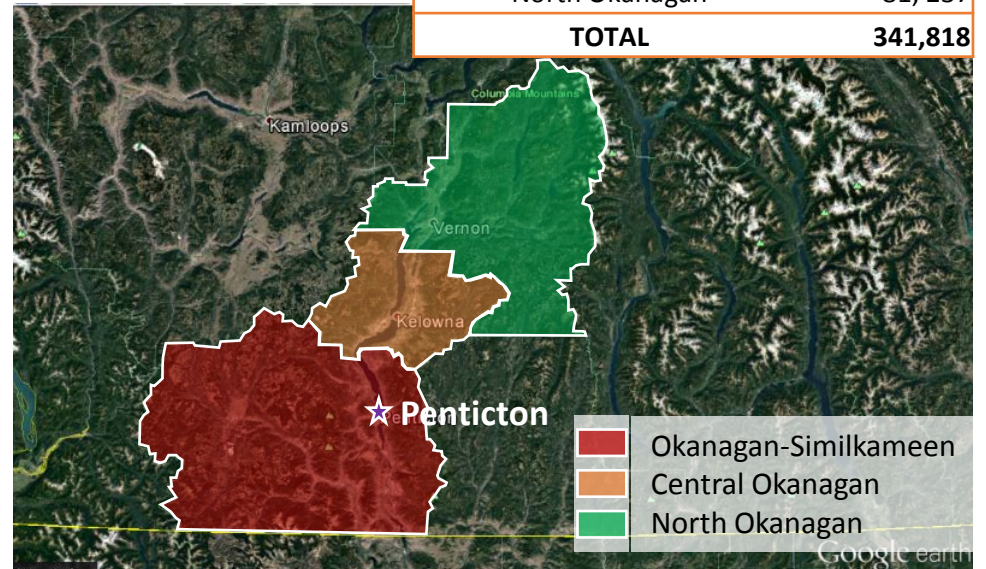 TOTAL 341,818
Columbia Mountains
Kamloops
Vernon
Kelowna
Penticton
Okanagan-Similkameen
Central Okanagan
North Okanagan
Google earth